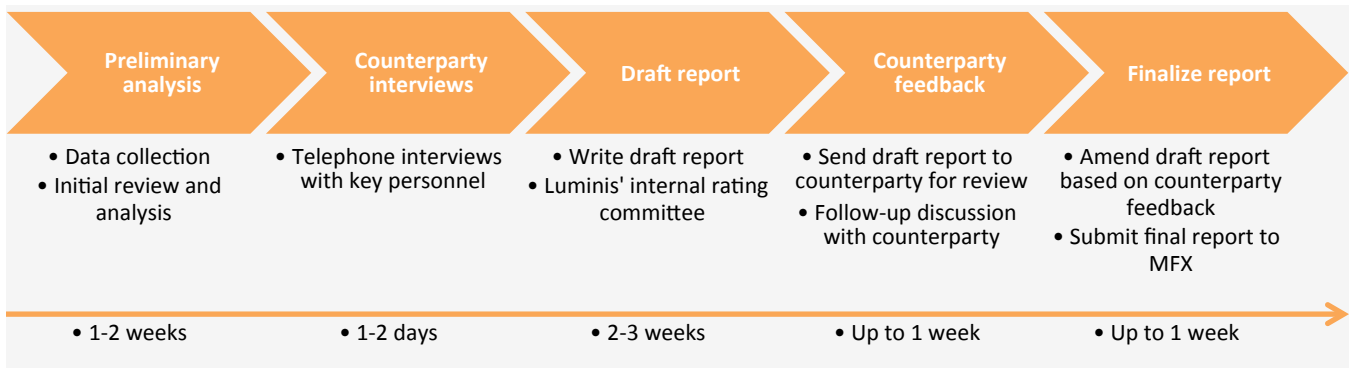 Preliminary
analysis
Counterparty
interviews
Draft report
Counterparty
feedback
Finalize report
• Data collection
• Initial review and
analysis
• Telephone interviews
with key personnel
• Write draft report
• Luminis' internal rating
committee
• Send draft report to
counterparty for review
• Follow-up discussion
with counterparty
• Amend draft report
based on counterparty
feedback
• Submit final report to
MFX
• 1-2 weeks
• 1-2 days
• 2-3 weeks
• Up to 1 week
• Up to 1 week